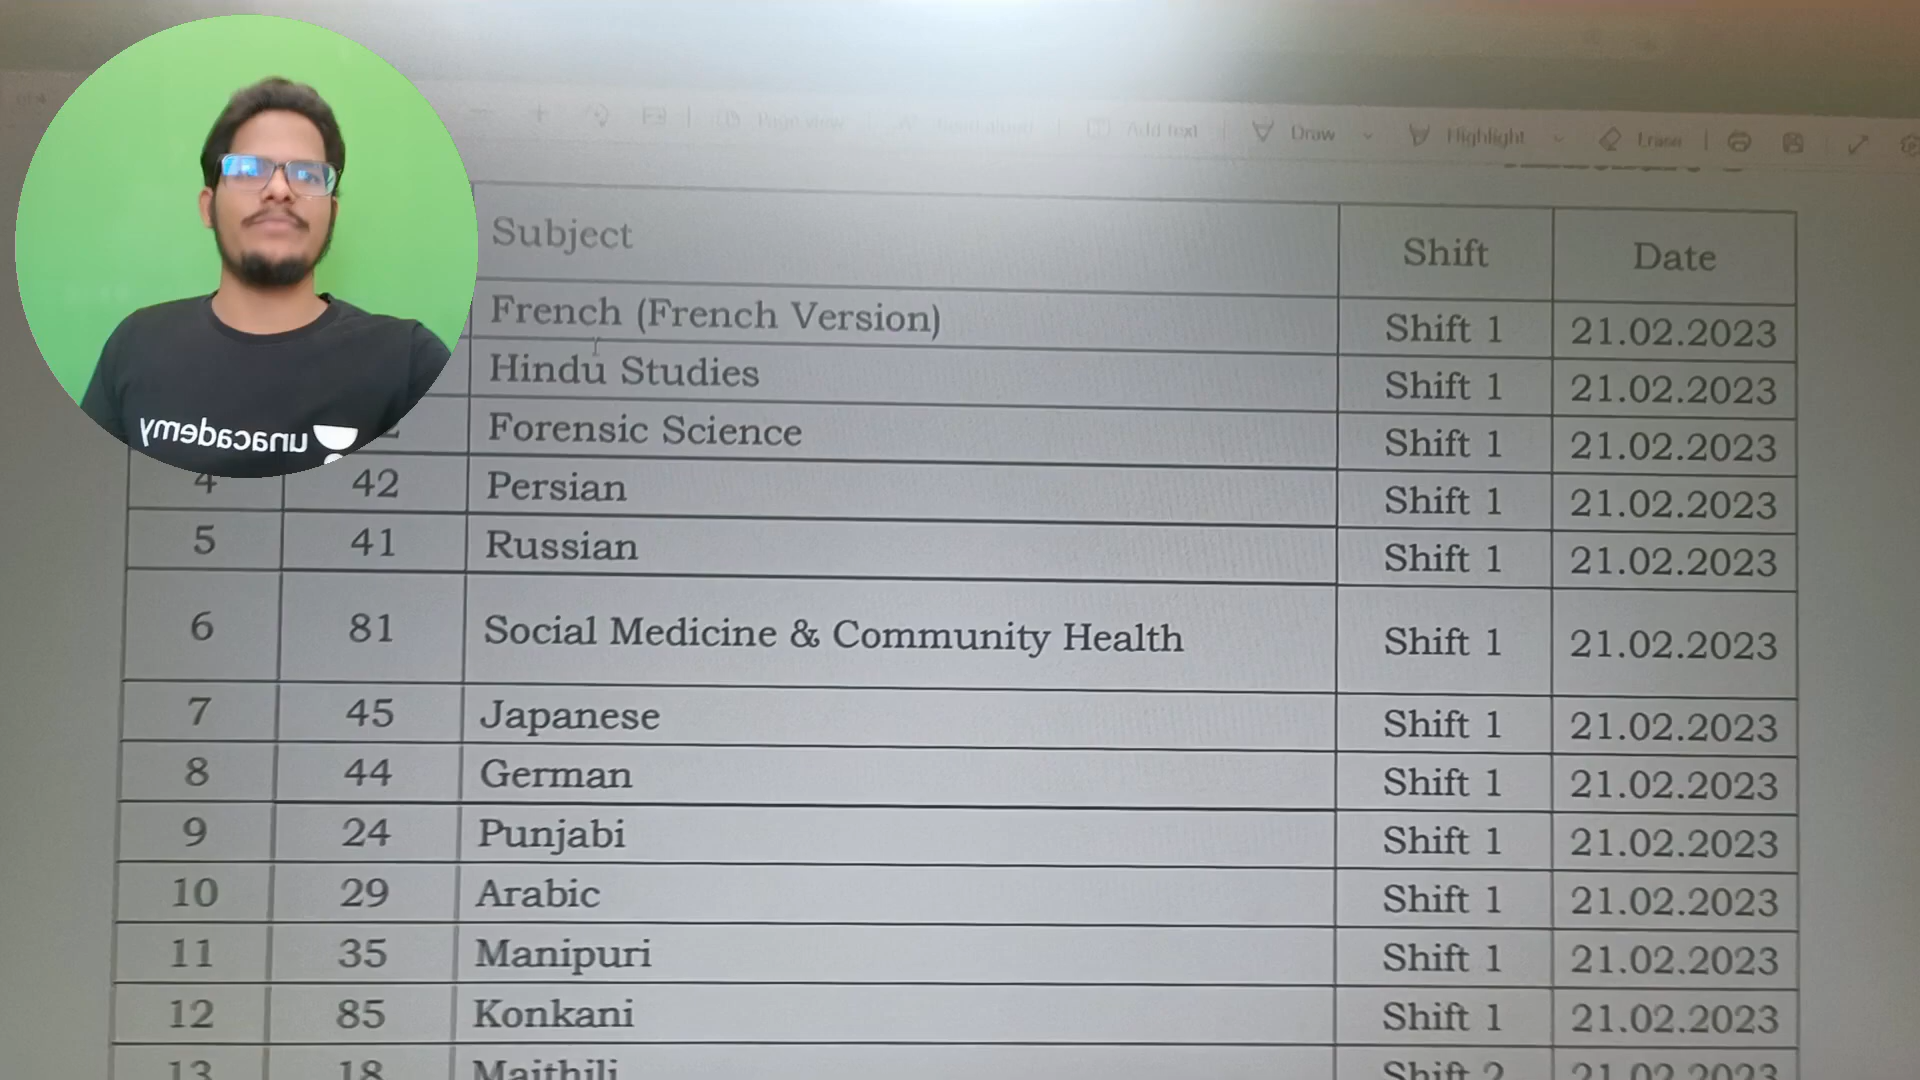 of 4 Page view Read aloud Add text Draw Highlight Erase
Subject Shift Date
French (French Version) Shift 1 21.02.2023
Hindu Studies Shift 1 21.02.2023
Forensic Science Shift 1 21.02.2023
4 42 Persian Shift 1 21.02.2023
5 41 Russian Shift 1 21.02.2023
6 81 Social Medicine & Community Health Shift 1 21.02.2023
7 45 Japanese Shift 1 21.02.2023
8 44 German Shift 1 21.02.2023
9 24 Punjabi Shift 1 21.02.2023
10 29 Arabic Shift 1 21.02.2023
11 35 Manipuri Shift 1 21.02.2023
12 85 Konkani Shift 1 21.02.2023
13 18 Maithili Shift 2 21.02.2023
unacademy